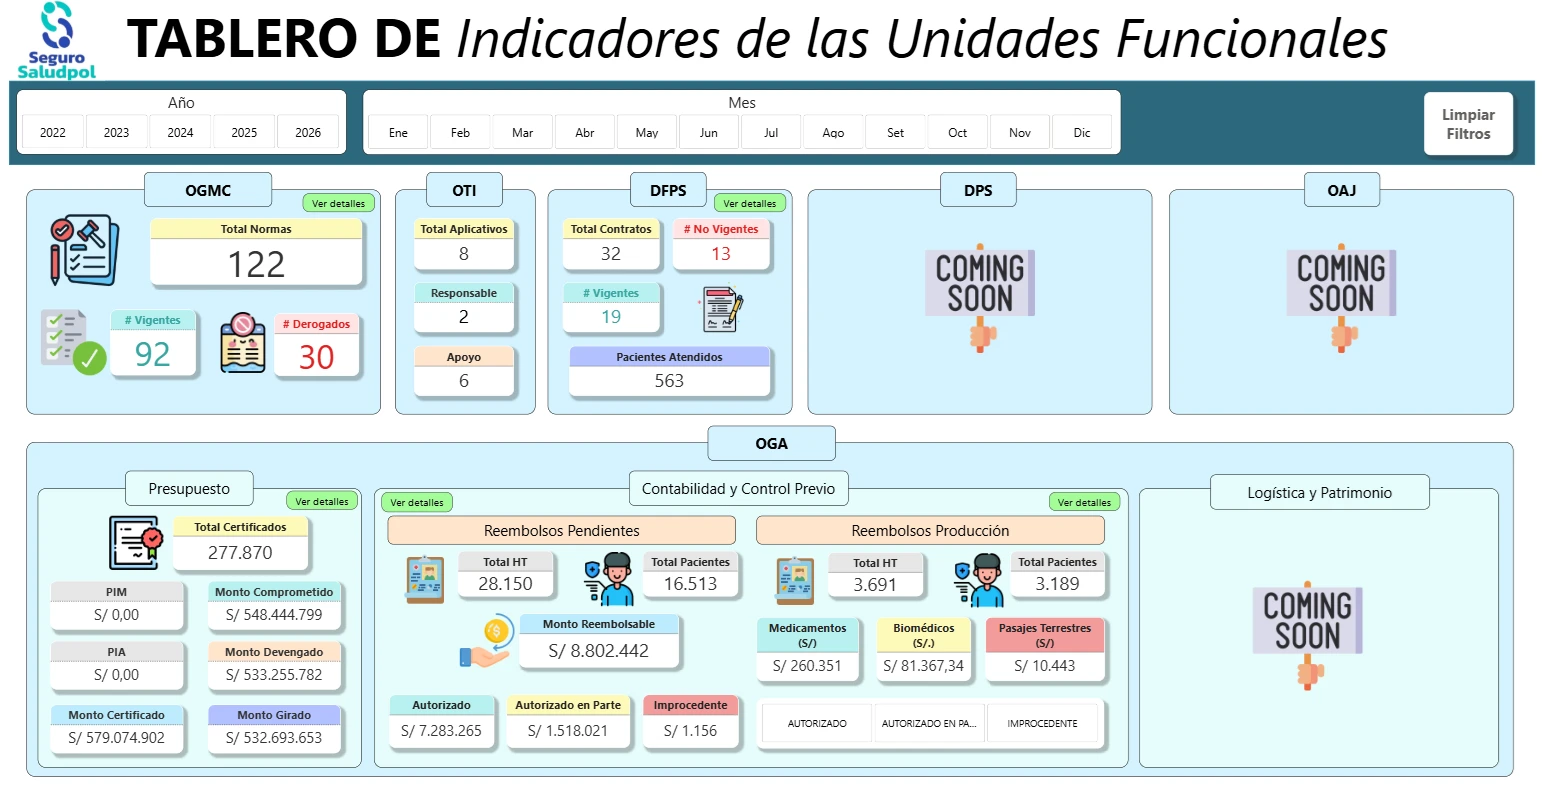 Seguro
Saludpol
TABLERO DE Indicadores de las Unidades Funcionales
Año
2022 2023 2024 2025 2026
Mes
Ene Feb Mar Abr May Jun Jul Ago Set Oct Nov Dic
Limpiar
Filtros
OGMC
Ver detalles
Total Normas
122
# Vigentes
92
# Derogados
30
OTI
Total Aplicativos
8
Responsable
2
Apoyo
6
DFPS
Ver detalles
Total Contratos
32
# No Vigentes
13
# Vigentes
19
Pacientes Atendidos
563
DPS
COMING
SOON
OAJ
COMING
SOON
OGA
Presupuesto
Ver detalles
Total Certificados
277.870
PIM
S/ 0,00
Monto Comprometido
S/ 548.444.799
PIA
S/ 0,00
Monto Devengado
S/ 533.255.782
Monto Certificado
S/ 579.074.902
Monto Girado
S/ 532.693.653
Contabilidad y Control Previo
Ver detalles
Ver detalles
Reembolsos Pendientes
Total HT
28.150
Total Pacientes
16.513
Monto Reembolsable
S/ 8.802.442
Autorizado
S/ 7.283.265
Autorizado en Parte
S/ 1.518.021
Improcedente
S/ 1.156
Reembolsos Producción
Total HT
3.691
Total Pacientes
3.189
Medicamentos
(S/)
S/ 260.351
Biomédicos
(S/.)
S/ 81.367,34
Pasajes Terrestres
(S/)
S/ 10.443
AUTORIZADO AUTORIZADO EN PA... IMPROCEDENTE
Logística y Patrimonio
COMING
SOON